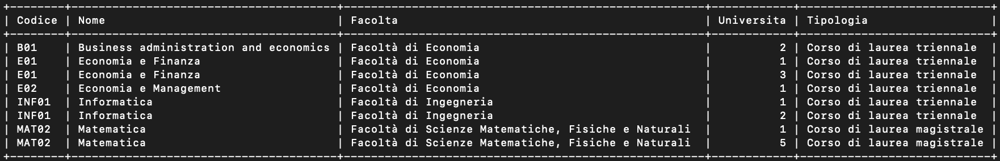 +--------+---------------------------------------+------------------------------------------------------+------------+----------------------------+
| Codice | Nome                                  | Facolta                                              | Universita | Tipologia                  |
+--------+---------------------------------------+------------------------------------------------------+------------+----------------------------+
| B01    | Business administration and economics | Facoltà di Economia                                  |          2 | Corso di laurea triennale  |
| E01    | Economia e Finanza                    | Facoltà di Economia                                  |          1 | Corso di laurea triennale  |
| E01    | Economia e Finanza                    | Facoltà di Economia                                  |          3 | Corso di laurea triennale  |
| E02    | Economia e Management                 | Facoltà di Economia                                  |          1 | Corso di laurea triennale  |
| INF01  | Informatica                           | Facoltà di Ingegneria                                |          1 | Corso di laurea triennale  |
| INF01  | Informatica                           | Facoltà di Ingegneria                                |          2 | Corso di laurea triennale  |
| MAT02  | Matematica                            | Facoltà di Scienze Matematiche, Fisiche e Naturali   |          1 | Corso di laurea magistrale |
| MAT02  | Matematica                            | Facoltà di Scienze Matematiche, Fisiche e Naturali   |          5 | Corso di laurea magistrale |
+--------+---------------------------------------+------------------------------------------------------+------------+----------------------------+